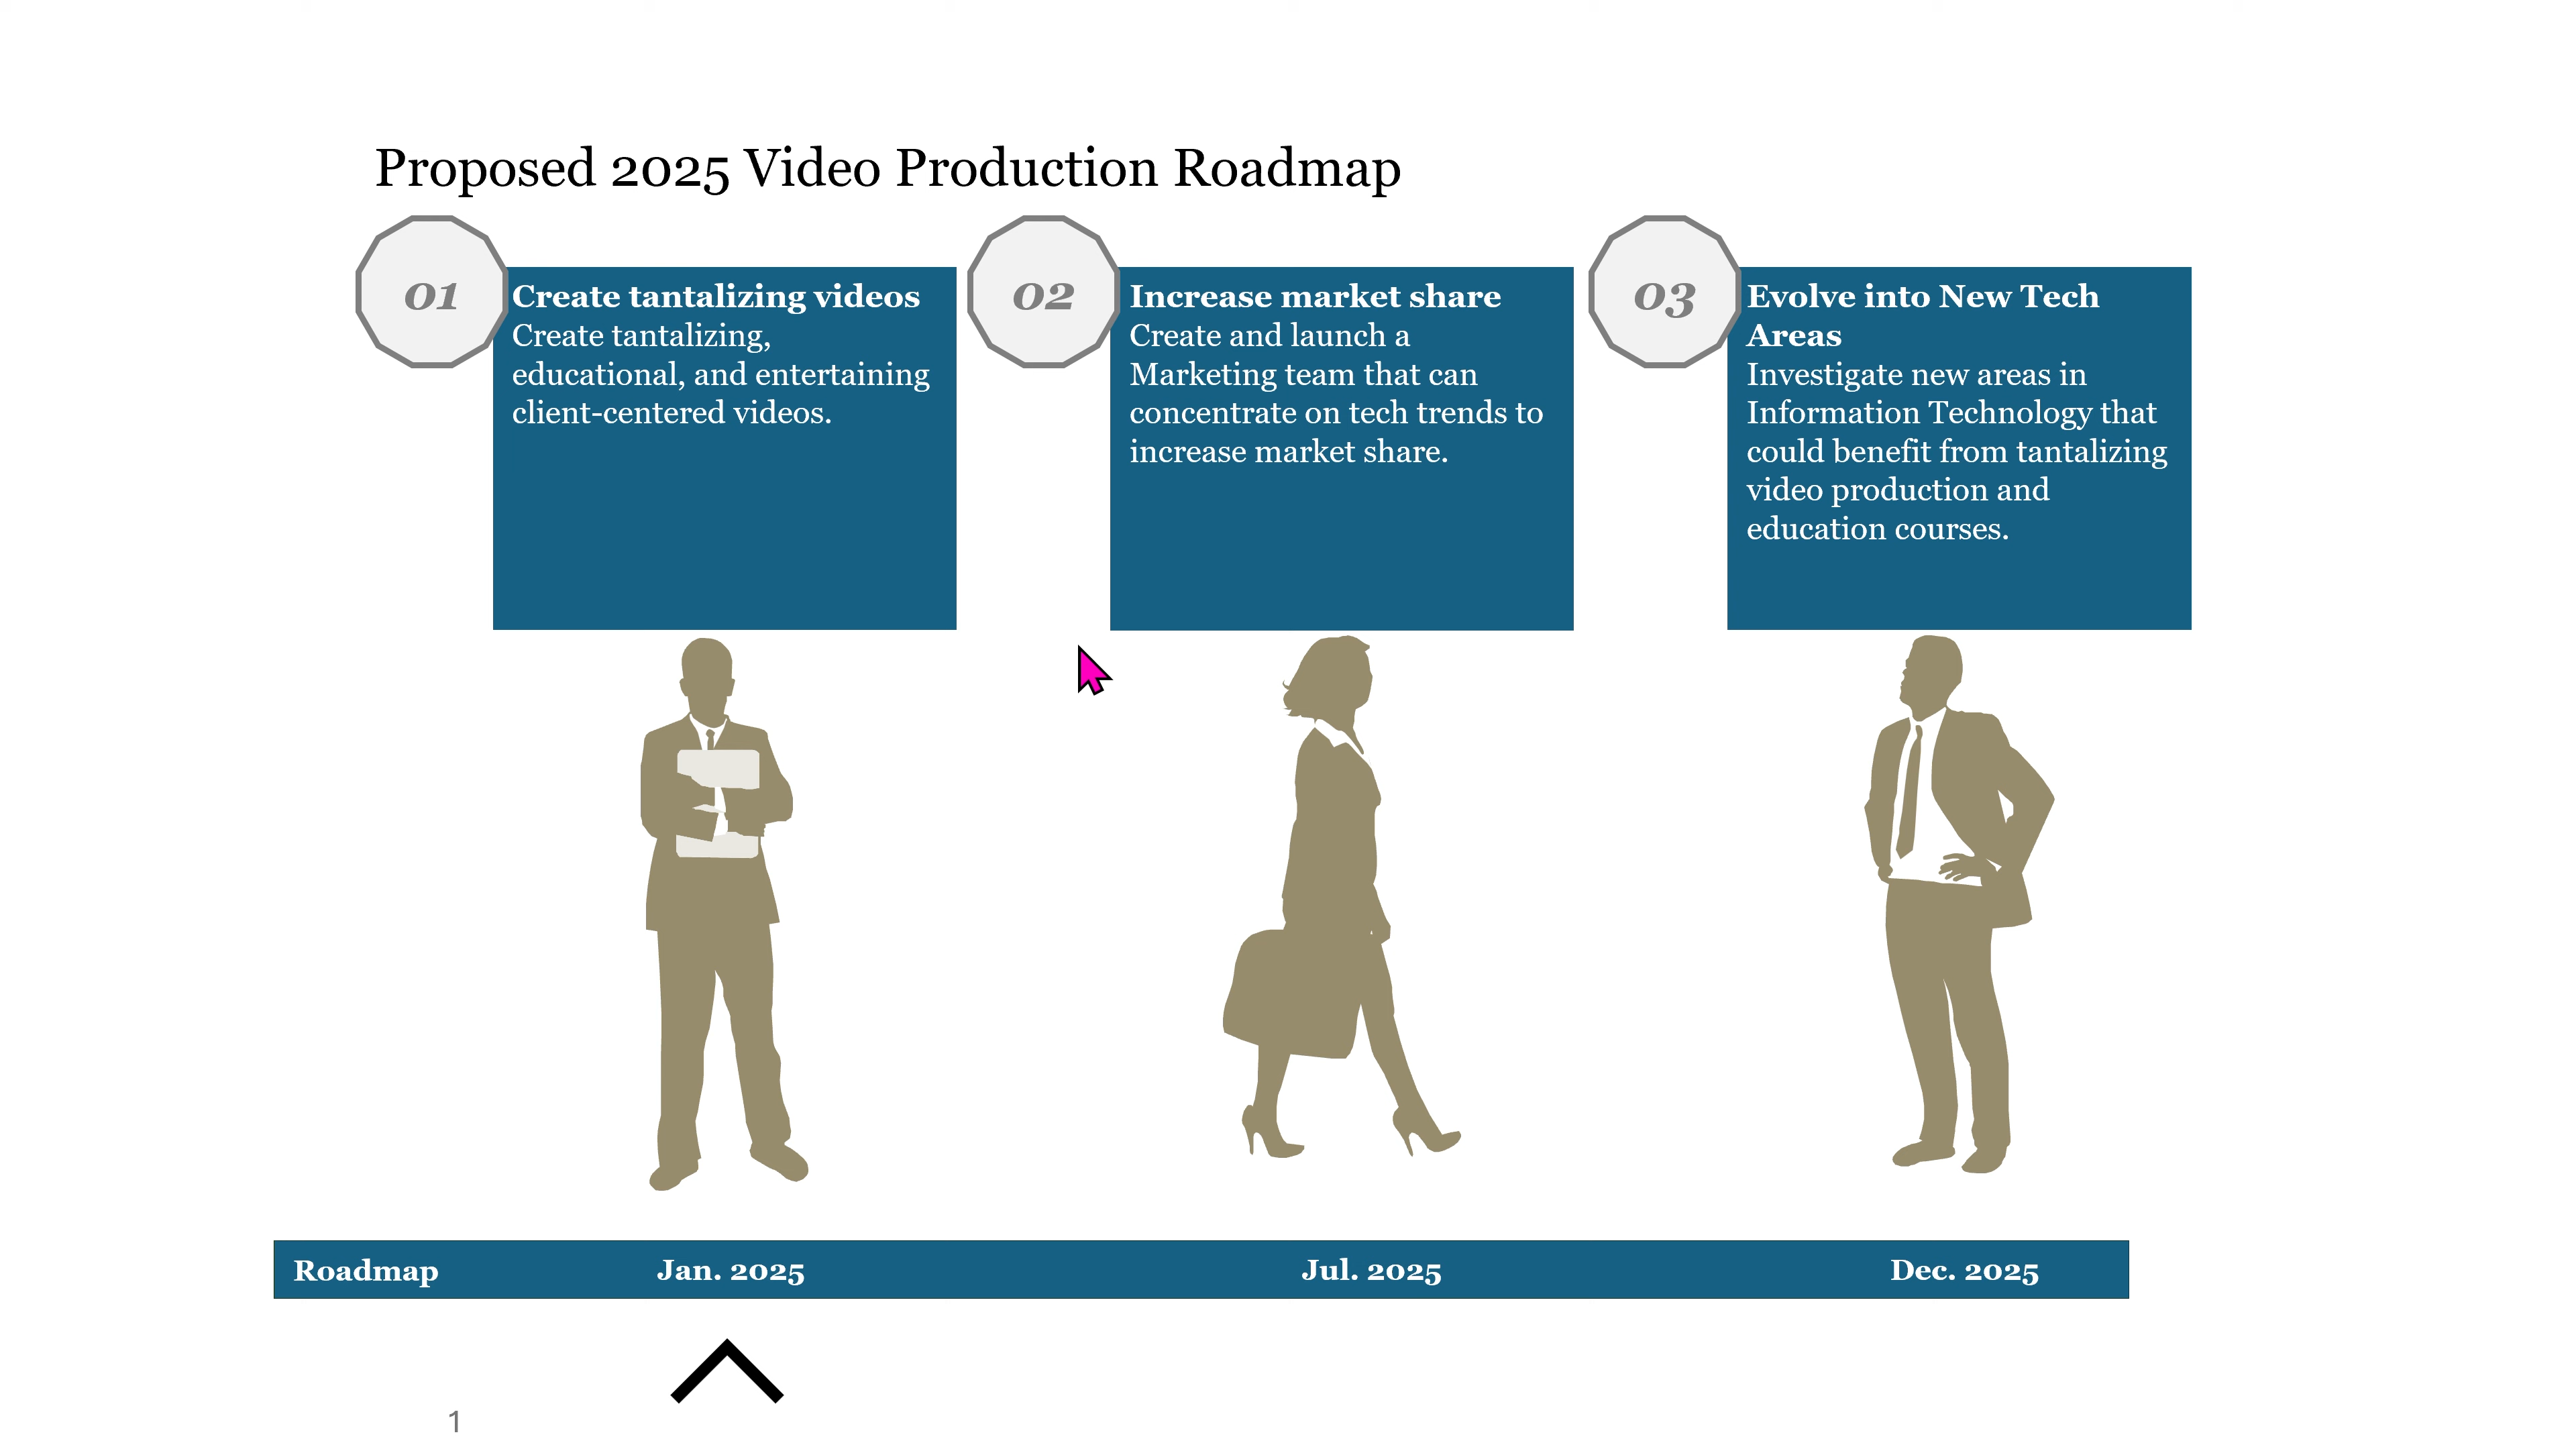 Proposed 2025 Video Production Roadmap
01
Create tantalizing videos
Create tantalizing,
educational, and entertaining
client-centered videos.
02
Increase market share
Create and launch a
Marketing team that can
concentrate on tech trends to
increase market share.
03
Evolve into New Tech
Areas
Investigate new areas in
Information Technology that
could benefit from tantalizing
video production and
education courses.
Roadmap
Jan. 2025
Jul. 2025
Dec. 2025
1